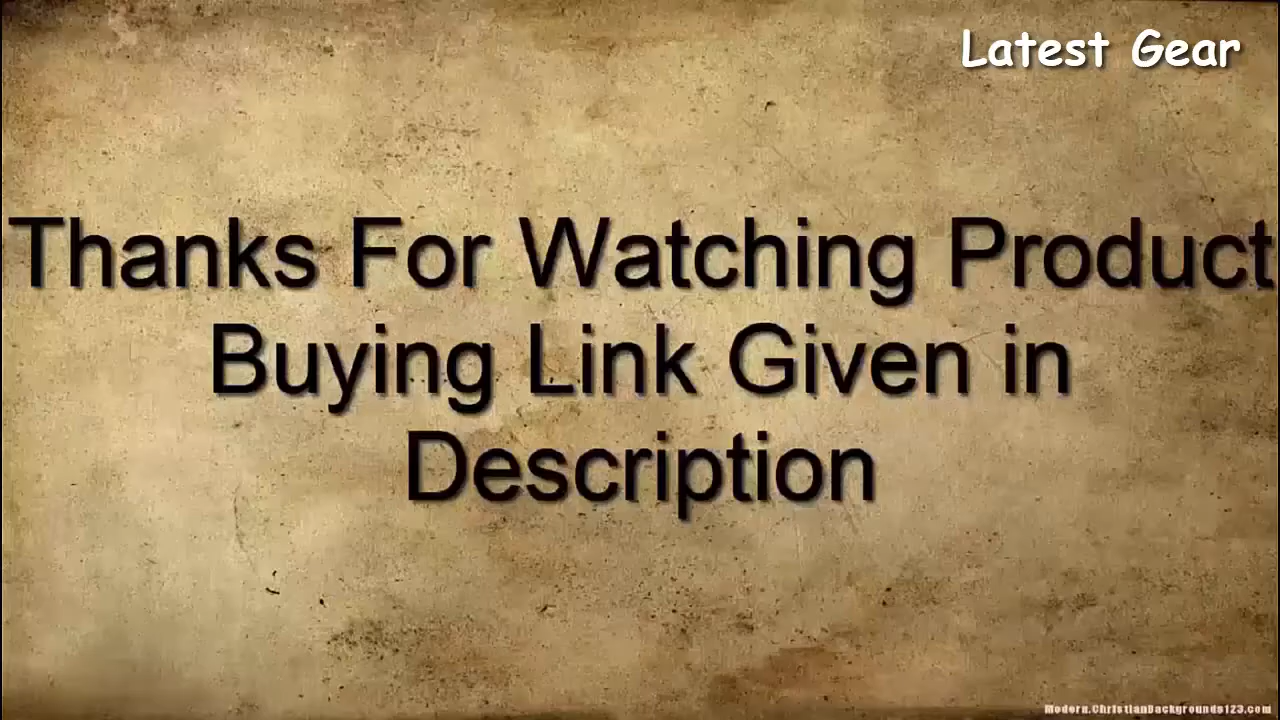 Latest Gear
Thanks For Watching Product
Buying Link Given in
Description
Modern.ChristianBackgrounds123.com